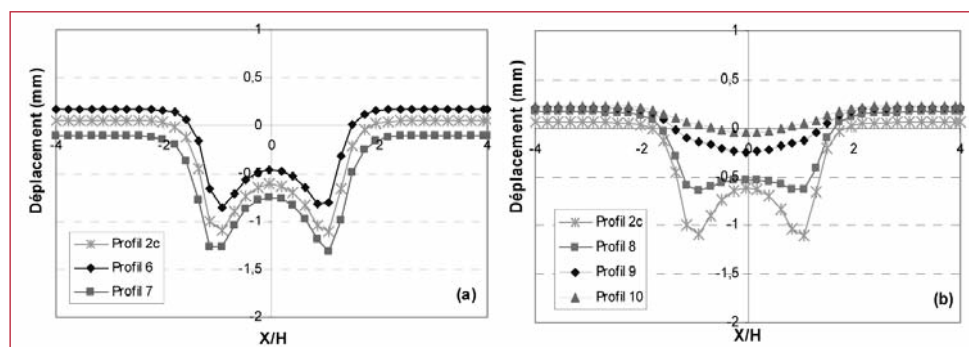 1
0,5
0
-0,5
-1
-1,5
-2
-4
-2
0
2
4
Déplacement (mm)
X/H
Profil 2c
Profil 6
Profil 7
(a)
1
0,5
0
-0,5
-1
-1,5
-2
-4
-2
0
2
4
Déplacement (mm)
X/H
Profil 2c
Profil 8
Profil 9
Profil 10
(b)